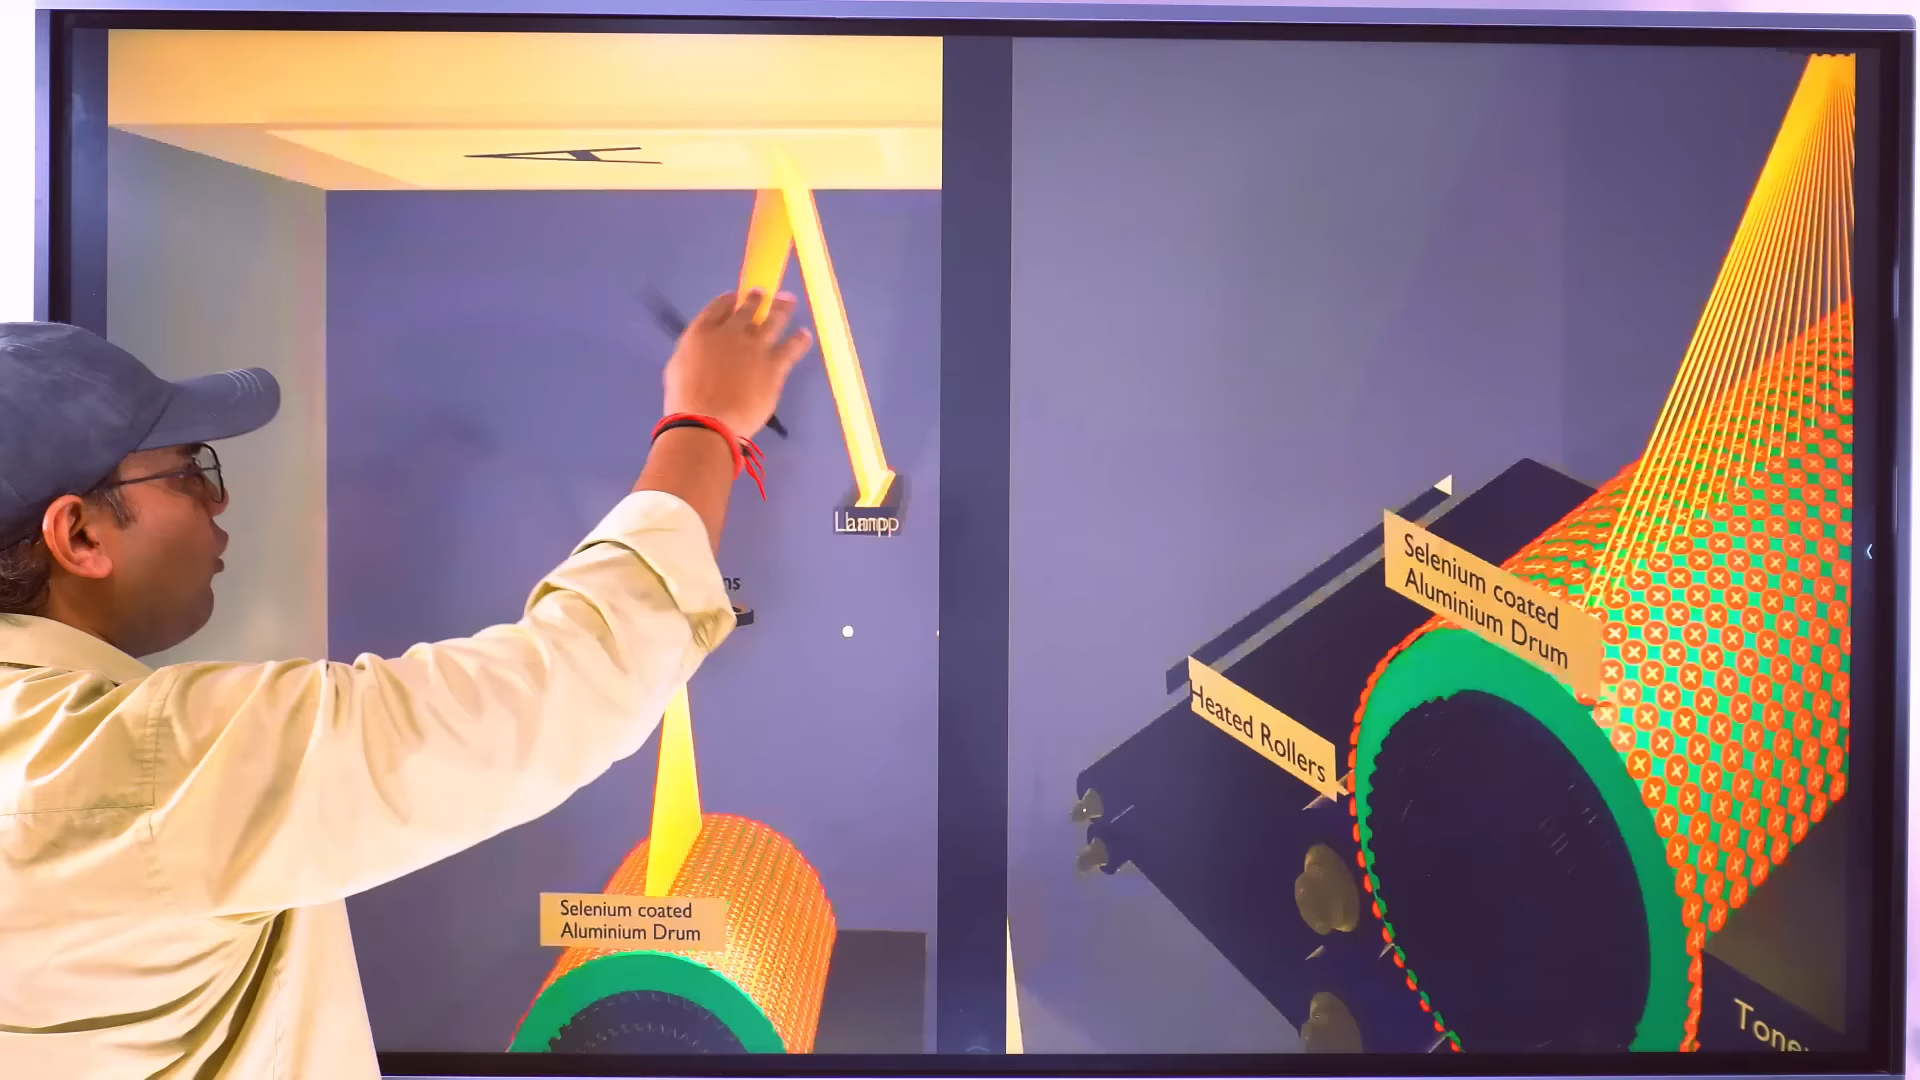 A
Lamp
Selenium coated
Aluminium Drum
Selenium coated
Aluminium Drum
Heated Rollers